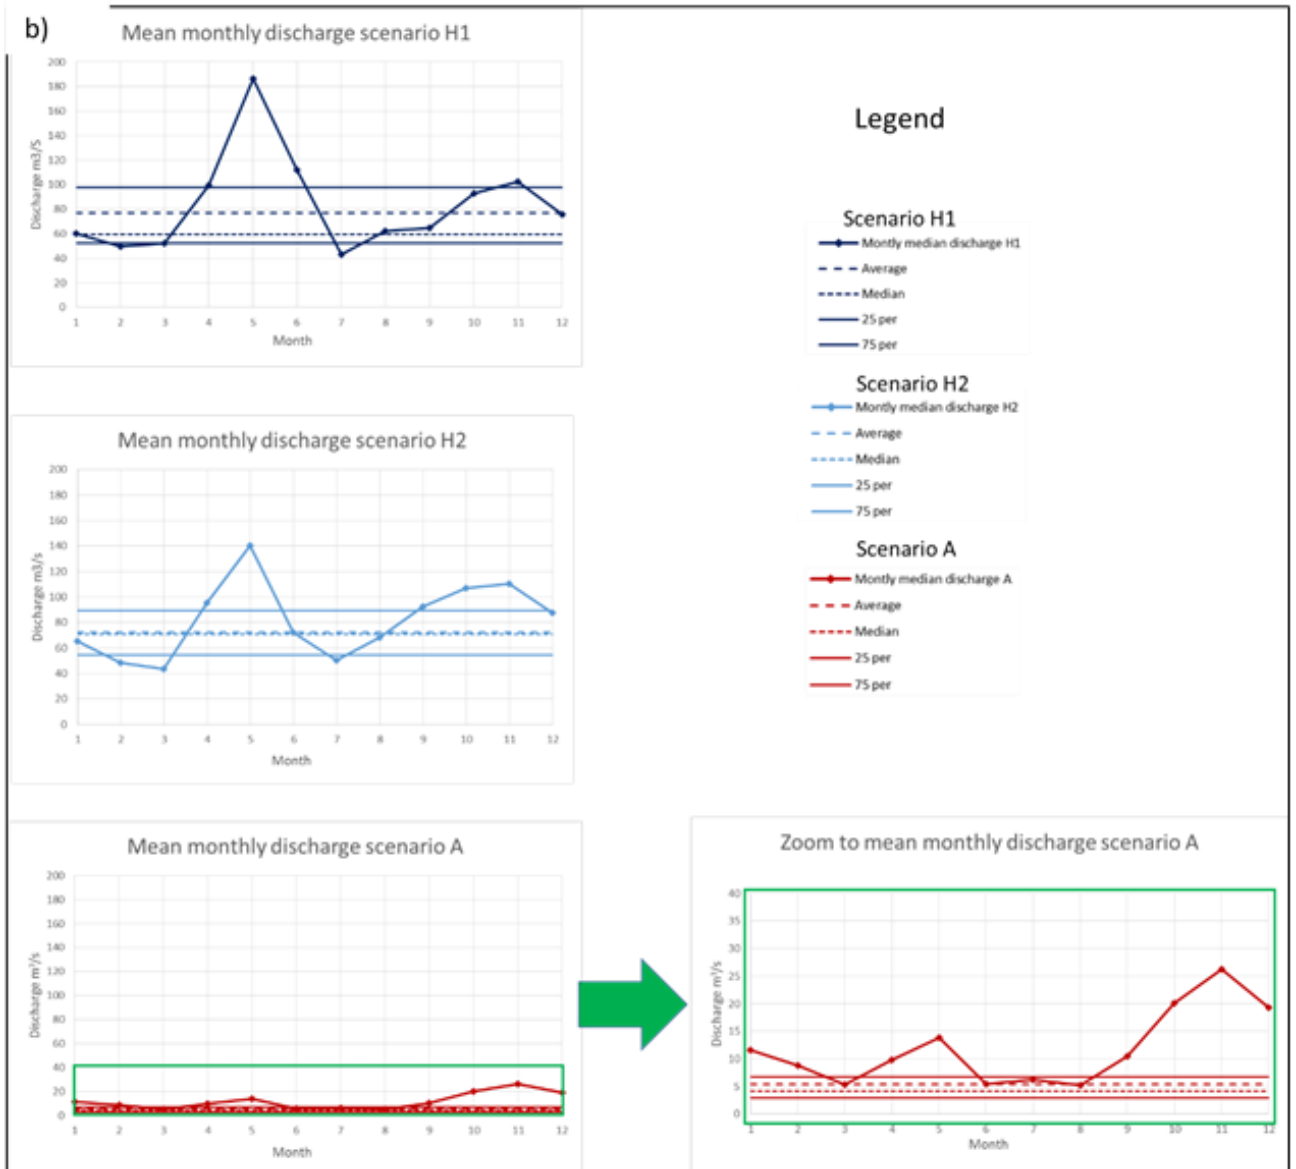 b)
Mean monthly discharge scenario H1
200
180
160
140
120
100
80
60
40
20
0
Discharge m3/S
1 2 3 4 5 6 7 8 9 10 11 12
Month
Legend
Scenario H1
Montly median discharge H1
Average
Median
25 per
75 per
Scenario H2
Montly median discharge H2
Average
Median
25 per
75 per
Scenario A
Montly median discharge A
Average
Median
25 per
75 per
Mean monthly discharge scenario H2
200
180
160
140
120
100
80
60
40
20
0
Discharge m3/s
1 2 3 4 5 6 7 8 9 10 11 12
Month
Mean monthly discharge scenario A
200
180
160
140
120
100
80
60
40
20
0
Discharge m³/s
1 2 3 4 5 6 7 8 9 10 11 12
Month
Zoom to mean monthly discharge scenario A
40
35
30
25
20
15
10
5
0
Discharge m³/s
1 2 3 4 5 6 7 8 9 10 11 12
Month